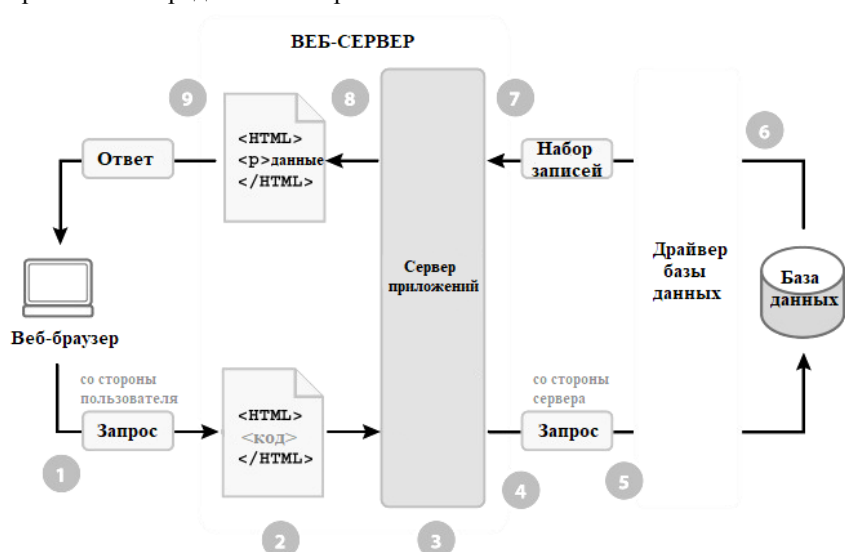 ВЕБ-СЕРВЕР
9
8
7
6
<HTML>
<p>данные
</HTML>
Ответ
Набор
записей
Драйвер
базы
данных
Сервер
приложений
База
данных
Веб-браузер
со стороны
пользователя
Запрос
<HTML>
<код>
</HTML>
со стороны
сервера
Запрос
1
2
3
4
5